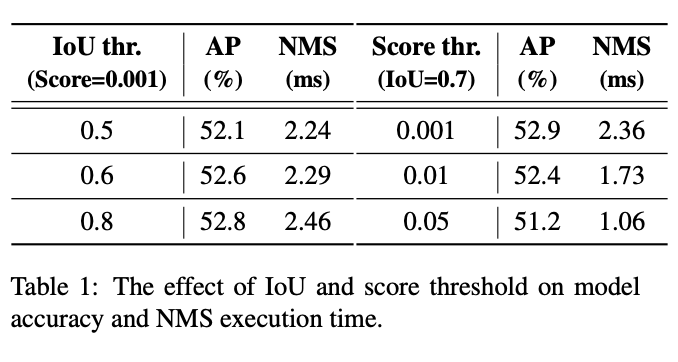 IoU thr. AP NMS Score thr. AP NMS
(Score=0.001) (%) (ms) (IoU=0.7) (%) (ms)
0.5 52.1 2.24 0.001 52.9 2.36
0.6 52.6 2.29 0.01 52.4 1.73
0.8 52.8 2.46 0.05 51.2 1.06
Table 1: The effect of IoU and score threshold on model
accuracy and NMS execution time.